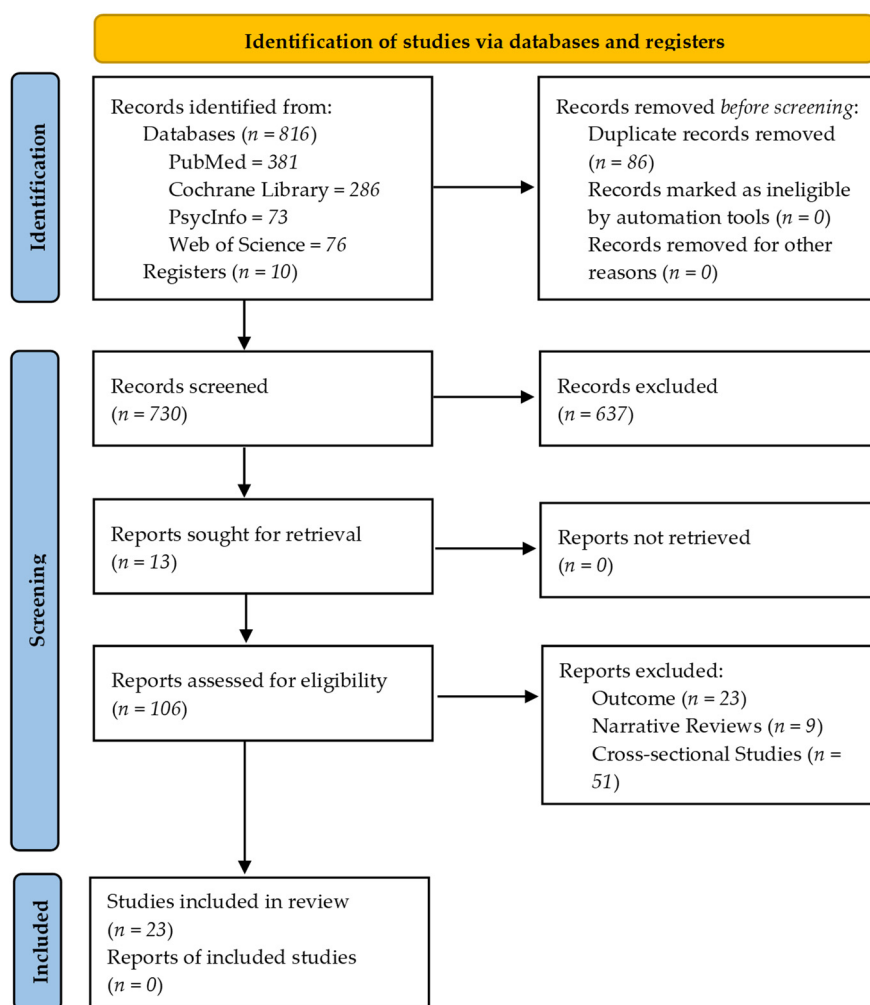 Identification of studies via databases and registers
Identification
Records identified from:
Databases (n = 816)
PubMed = 381
Cochrane Library = 286
PsycInfo = 73
Web of Science = 76
Registers (n = 10)
Records removed before screening:
Duplicate records removed
(n = 86)
Records marked as ineligible
by automation tools (n = 0)
Records removed for other
reasons (n = 0)
Screening
Records screened
(n = 730)
Records excluded
(n = 637)
Reports sought for retrieval
(n = 13)
Reports not retrieved
(n = 0)
Reports assessed for eligibility
(n = 106)
Reports excluded:
Outcome (n = 23)
Narrative Reviews (n = 9)
Cross-sectional Studies (n =
51)
Included
Studies included in review
(n = 23)
Reports of included studies
(n = 0)